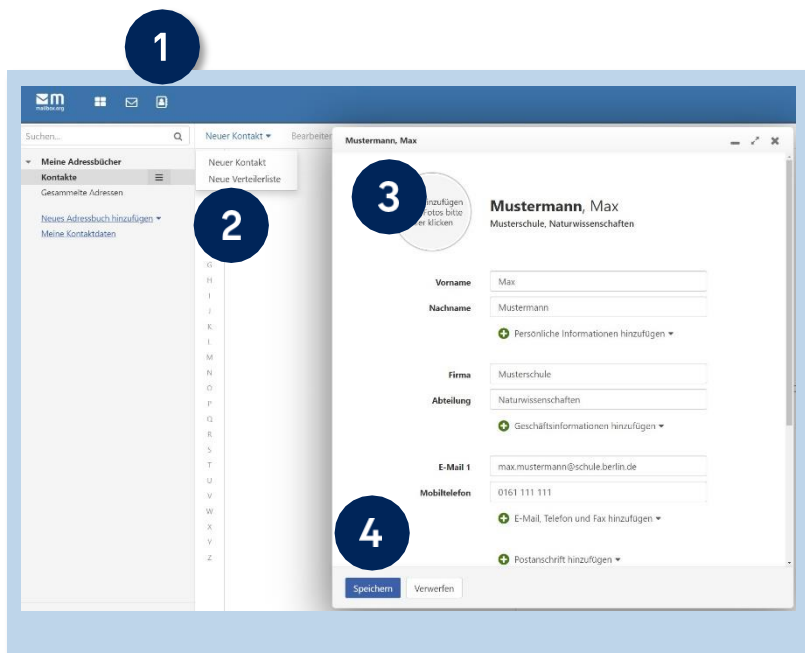 1
mailbox.org
Suchen...
Neuer Kontakt
Bearbeiten
Meine Adressbücher
Kontakte
Gesammelte Adressen
Neues Adressbuch hinzufügen
Meine Kontaktdaten
Neuer Kontakt
Neue Verteilerliste
2
G
H
I
J
K
L
M
N
O
P
Q
R
S
T
U
V
W
X
Y
Z
Mustermann, Max
3
hinzufügen
Fotos bitte
klicken
Mustermann, Max
Musterschule, Naturwissenschaften
Vorname Max
Nachname Mustermann
Persönliche Informationen hinzufügen
Firma Musterschule
Abteilung Naturwissenschaften
Geschäftsinformationen hinzufügen
E-Mail 1 max.mustermann@schule.berlin.de
Mobiltelefon 0161 111 111
E-Mail, Telefon und Fax hinzufügen
Postanschrift hinzufügen
4
Speichern Verwerfen